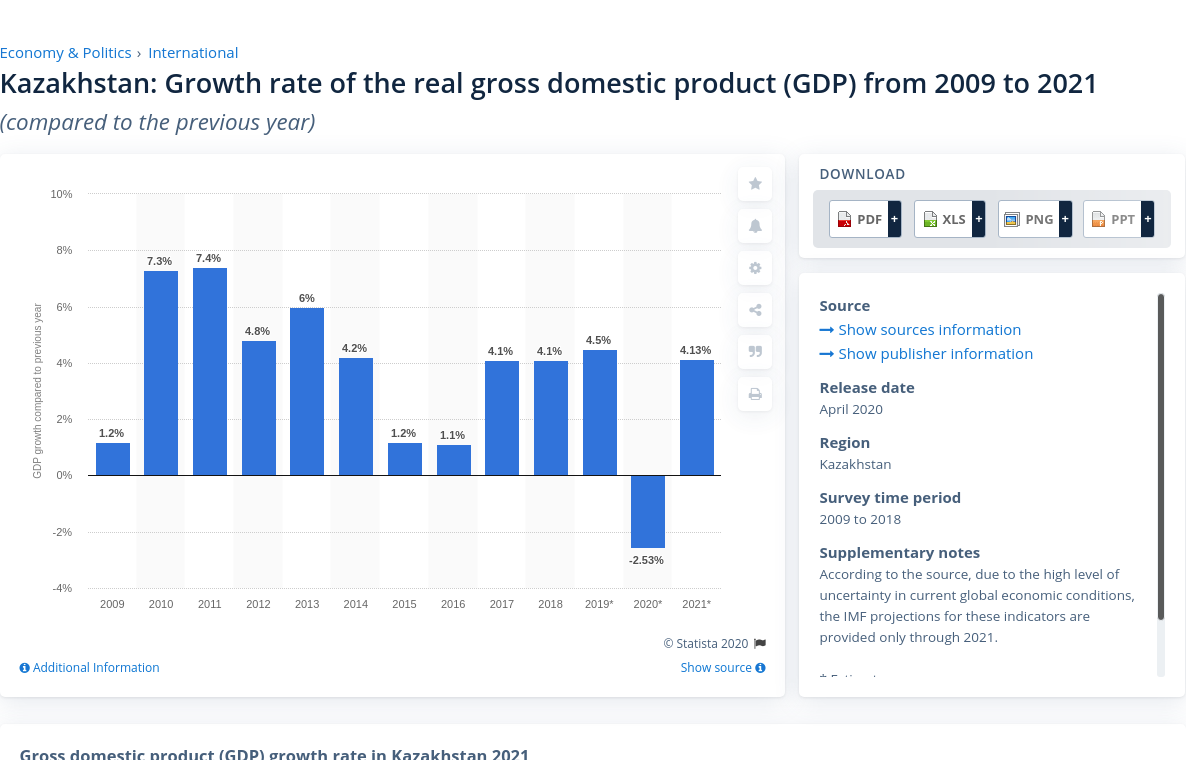 Economy & Politics › International
Kazakhstan: Growth rate of the real gross domestic product (GDP) from 2009 to 2021
(compared to the previous year)
GDP growth compared to previous year
10%
8%
6%
4%
2%
0%
-2%
-4%
1.2%
7.3%
7.4%
4.8%
6%
4.2%
1.2%
1.1%
4.1%
4.1%
4.5%
-2.53%
4.13%
2009 2010 2011 2012 2013 2014 2015 2016 2017 2018 2019* 2020* 2021*
© Statista 2020
Additional Information
Show source
DOWNLOAD
PDF + XLS + PNG + PPT +
Source
Show sources information
Show publisher information
Release date
April 2020
Region
Kazakhstan
Survey time period
2009 to 2018
Supplementary notes
According to the source, due to the high level of
uncertainty in current global economic conditions,
the IMF projections for these indicators are
provided only through 2021.
Gross domestic product (GDP) growth rate in Kazakhstan 2021